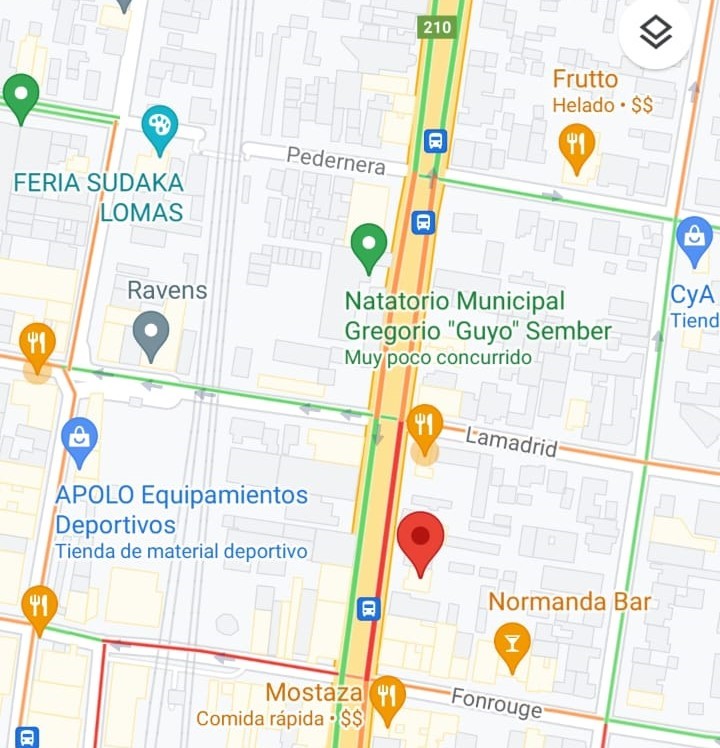 210
Frutto
Helado • $$
Pedernera
FERIA SUDAKA
LOMAS
CyA
Tiend
Ravens
Natatorio Municipal
Gregorio "Guyo" Sember
Muy poco concurrido
Lamadrid
APOLO Equipamientos
Deportivos
Tienda de material deportivo
Normanda Bar
Mostaza
Comida rápida • $$
Fonrouge